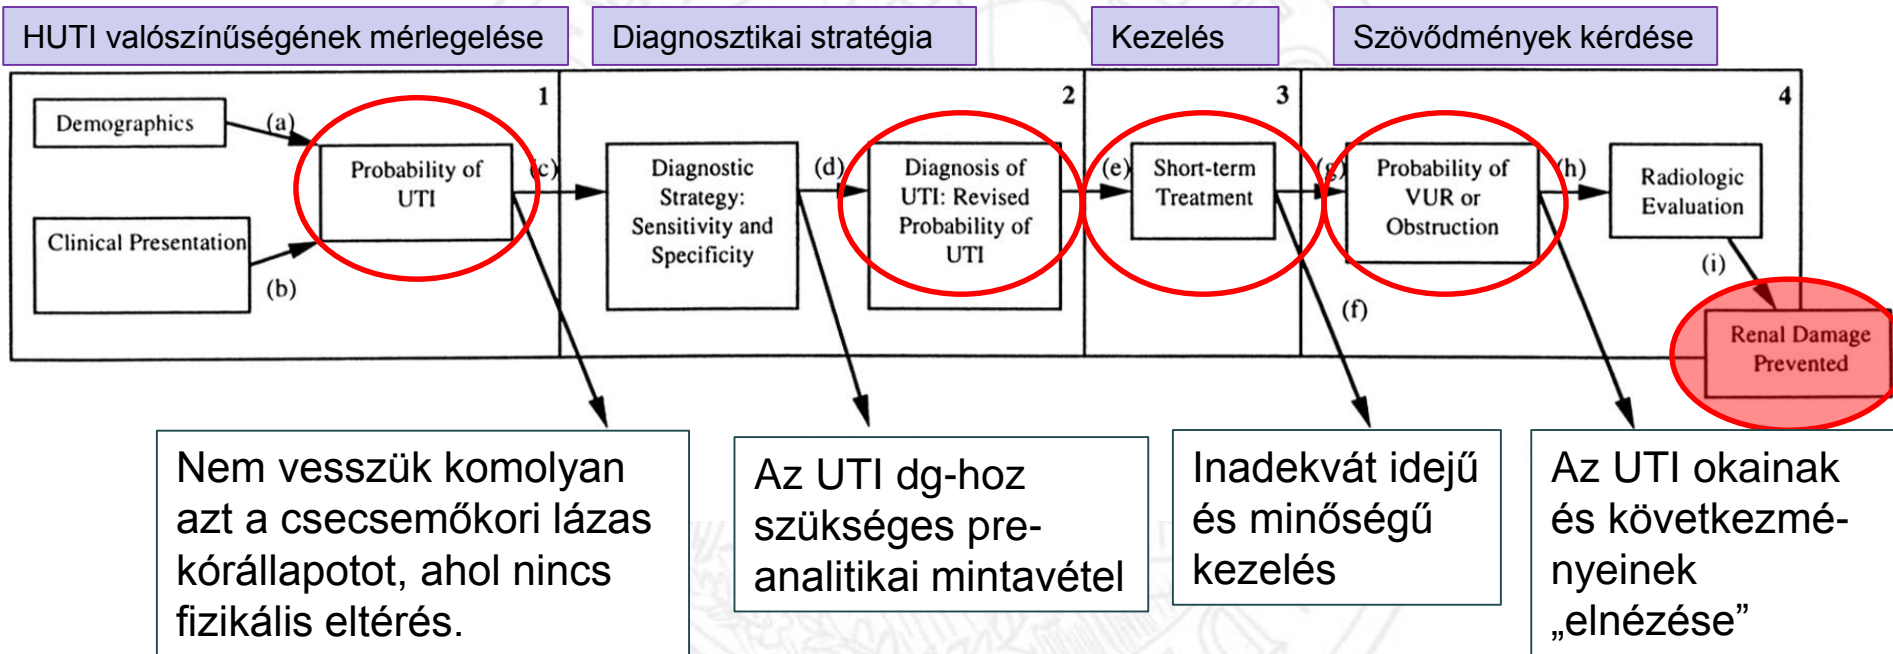 HUTI valószínűségének mérlegelése
Diagnosztikai stratégia
Kezelés
Szövődmények kérdése
1
Demographics
(a)
Clinical Presentation
(b)
Probability of
UTI
(c)
2
Diagnostic
Strategy:
Sensitivity and
Specificity
(d)
Diagnosis of
UTI: Revised
Probability of
UTI
3
(e)
Short-term
Treatment
(f)
4
(g)
Probability of
VUR or
Obstruction
(h)
Radiologic
Evaluation
(i)
Renal Damage
Prevented
Nem vesszük komolyan
azt a csecsemőkori lázas
kórállapotot, ahol nincs
fizikális eltérés.
Az UTI dg-hoz
szükséges pre-
analitikai mintavétel
Inadekvát idejű
és minőségű
kezelés
Az UTI okainak
és következmé-
nyeinek
„elnézése”